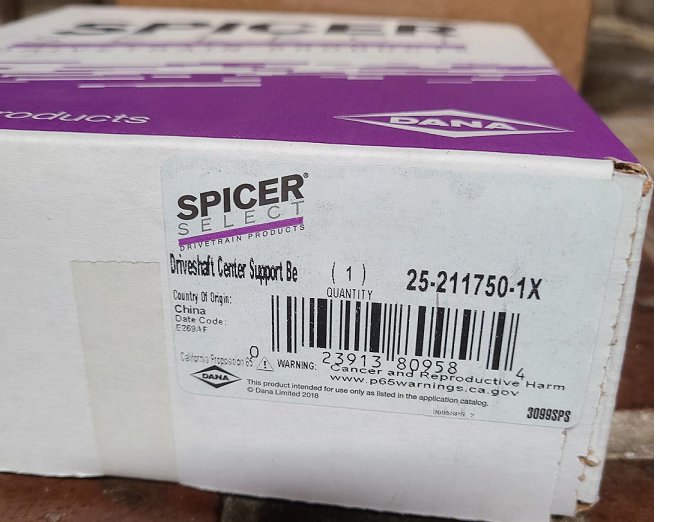 SPICER
DRIVETRAIN PRODUCTS
roducts
DANA
SPICER®
SELECT
DRIVETRAIN PRODUCTS
Driveshaft Center Support Be ( 1 ) 25-211750-1X
QUANTITY
Country Of Origin:
China
Date Code:
E269AF
0 23913 80958 4
California Proposition 65 ⚠ WARNING: Cancer and Reproductive Harm
www.p65warnings.ca.gov
DANA
This product intended for use only as listed in the application catalog.
© Dana Limited 2018
3099SPS